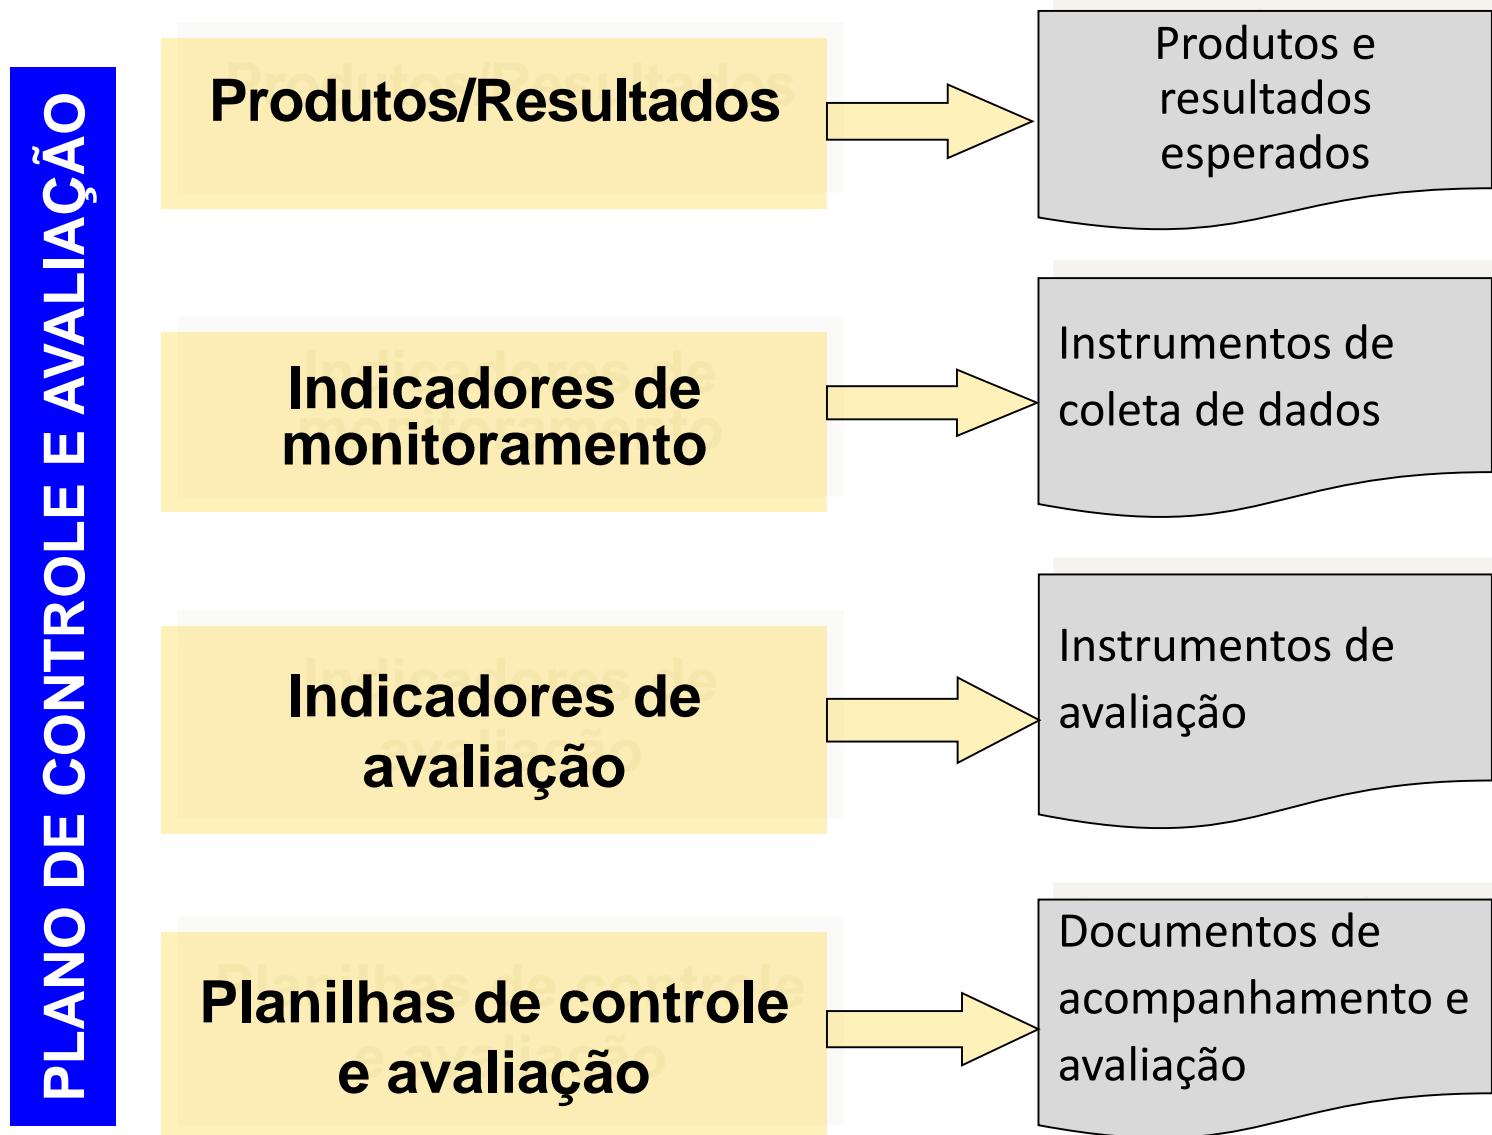 PLANO DE CONTROLE E AVALIAÇÃO
Produtos/Resultados
Produtos e
resultados
esperados
Indicadores de
monitoramento
Instrumentos de
coleta de dados
Indicadores de
avaliação
Instrumentos de
avaliação
Planilhas de controle
e avaliação
Documentos de
acompanhamento e
avaliação